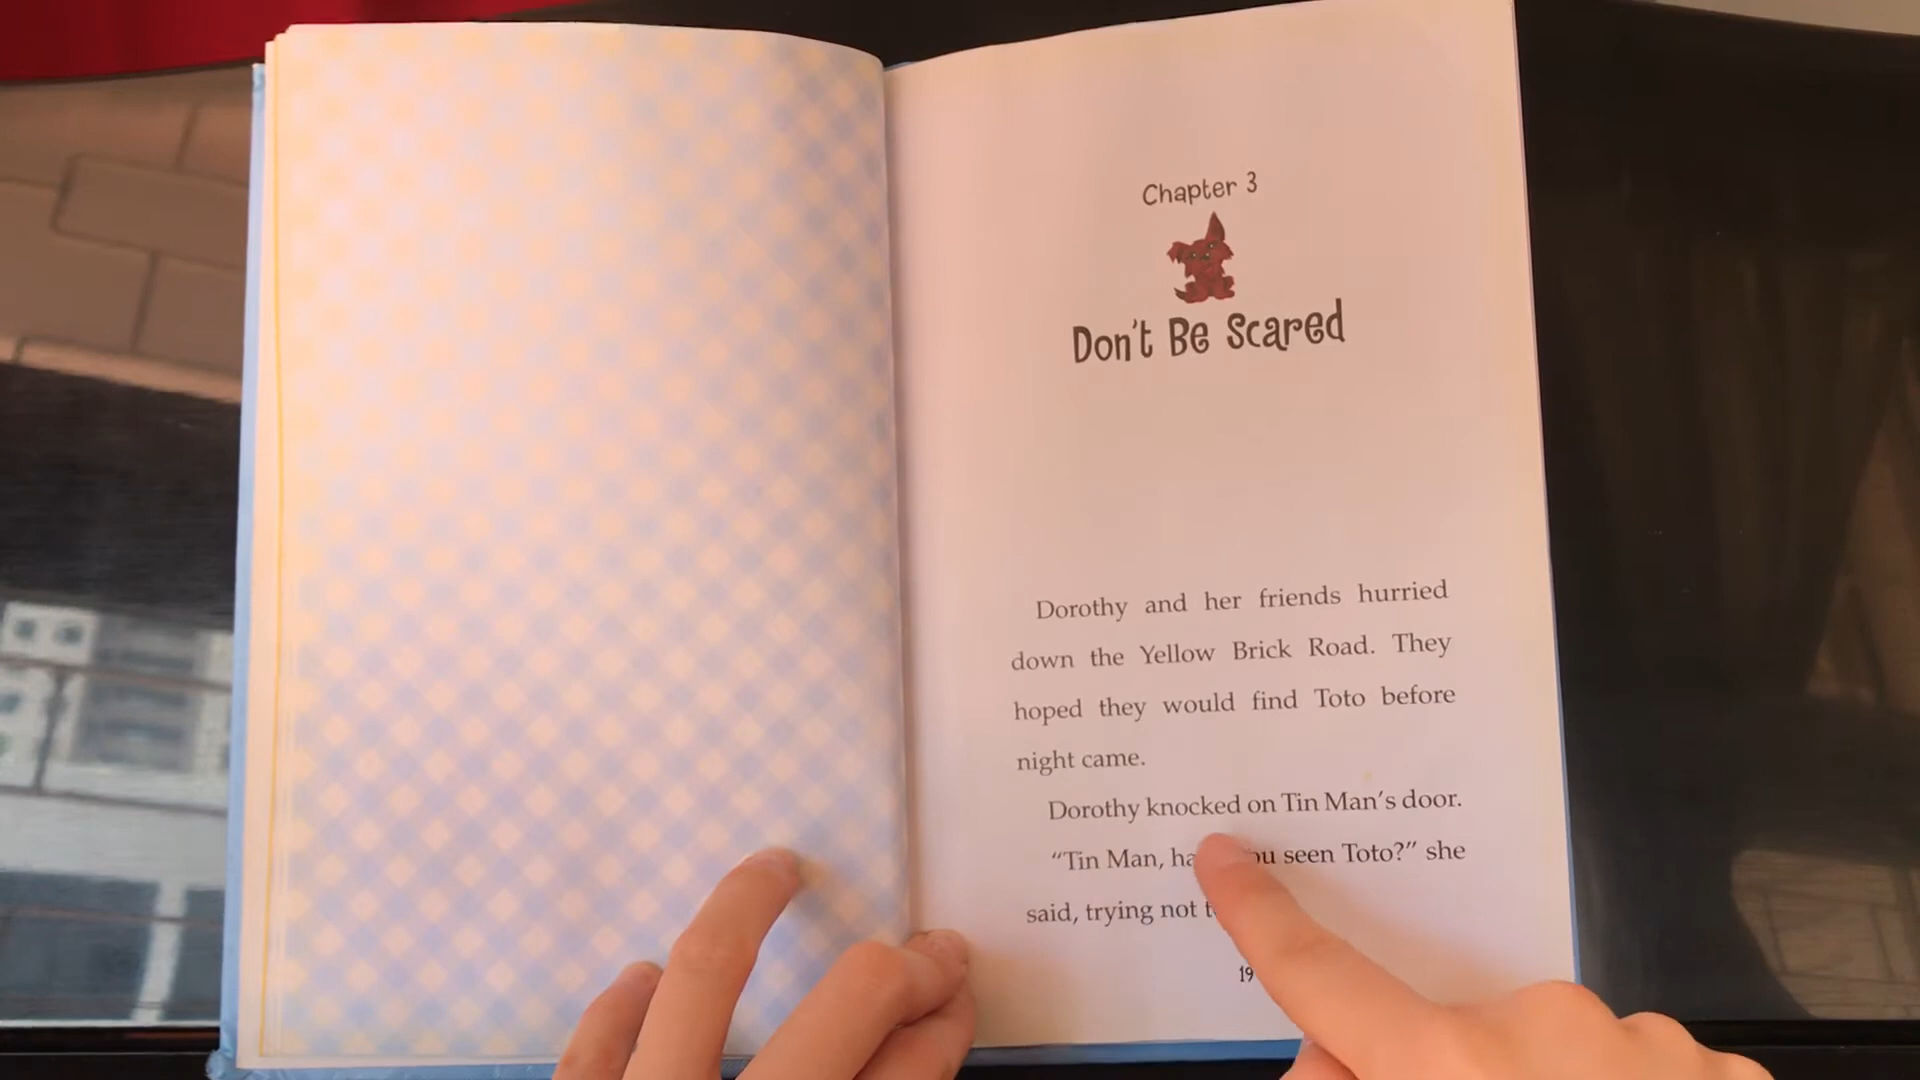 Chapter 3
Don't Be Scared
Dorothy and her friends hurried
down the Yellow Brick Road. They
hoped they would find Toto before
night came.
Dorothy knocked on Tin Man's door.
“Tin Man, seen Toto?” she
said, trying not
19